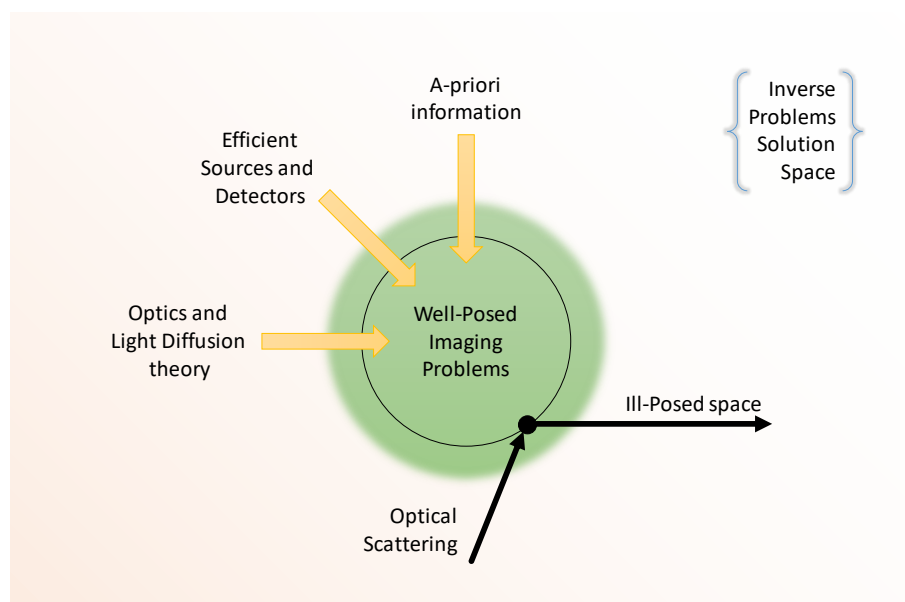 A-priori
information
Inverse
Problems
Solution
Space
Efficient
Sources and
Detectors
Optics and
Light Diffusion
theory
Well-Posed
Imaging
Problems
Ill-Posed space
Optical
Scattering